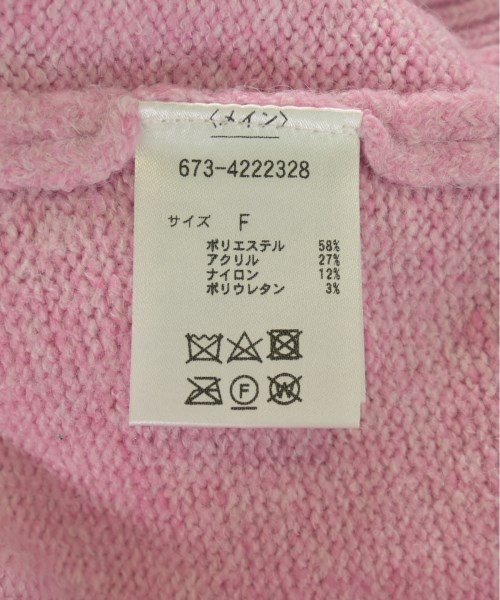 〈メイン〉
673-4222328
サイズ F
ポリエステル 58%
アクリル 27%
ナイロン 12%
ポリウレタン 3%
F W